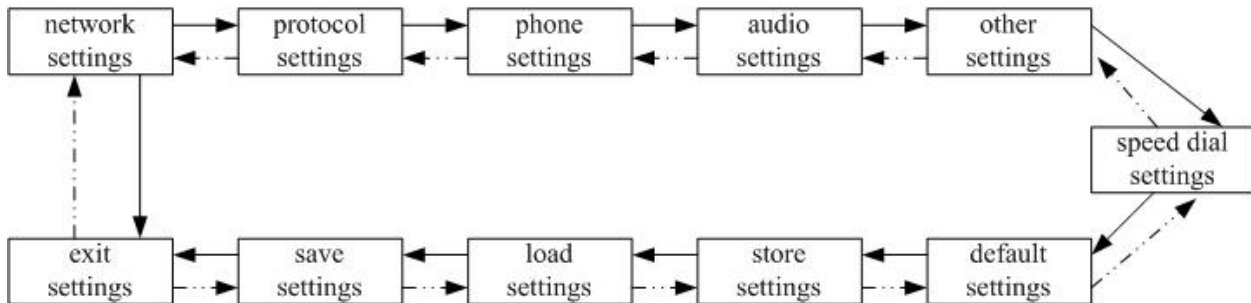 network
settings
protocol
settings
phone
settings
audio
settings
other
settings
speed dial
settings
exit
settings
save
settings
load
settings
store
settings
default
settings